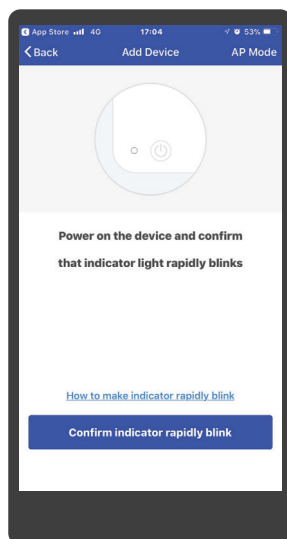 App Store 4G 17:04 53%
Back Add Device AP Mode
Power on the device and confirm
that indicator light rapidly blinks
How to make indicator rapidly blink
Confirm indicator rapidly blink